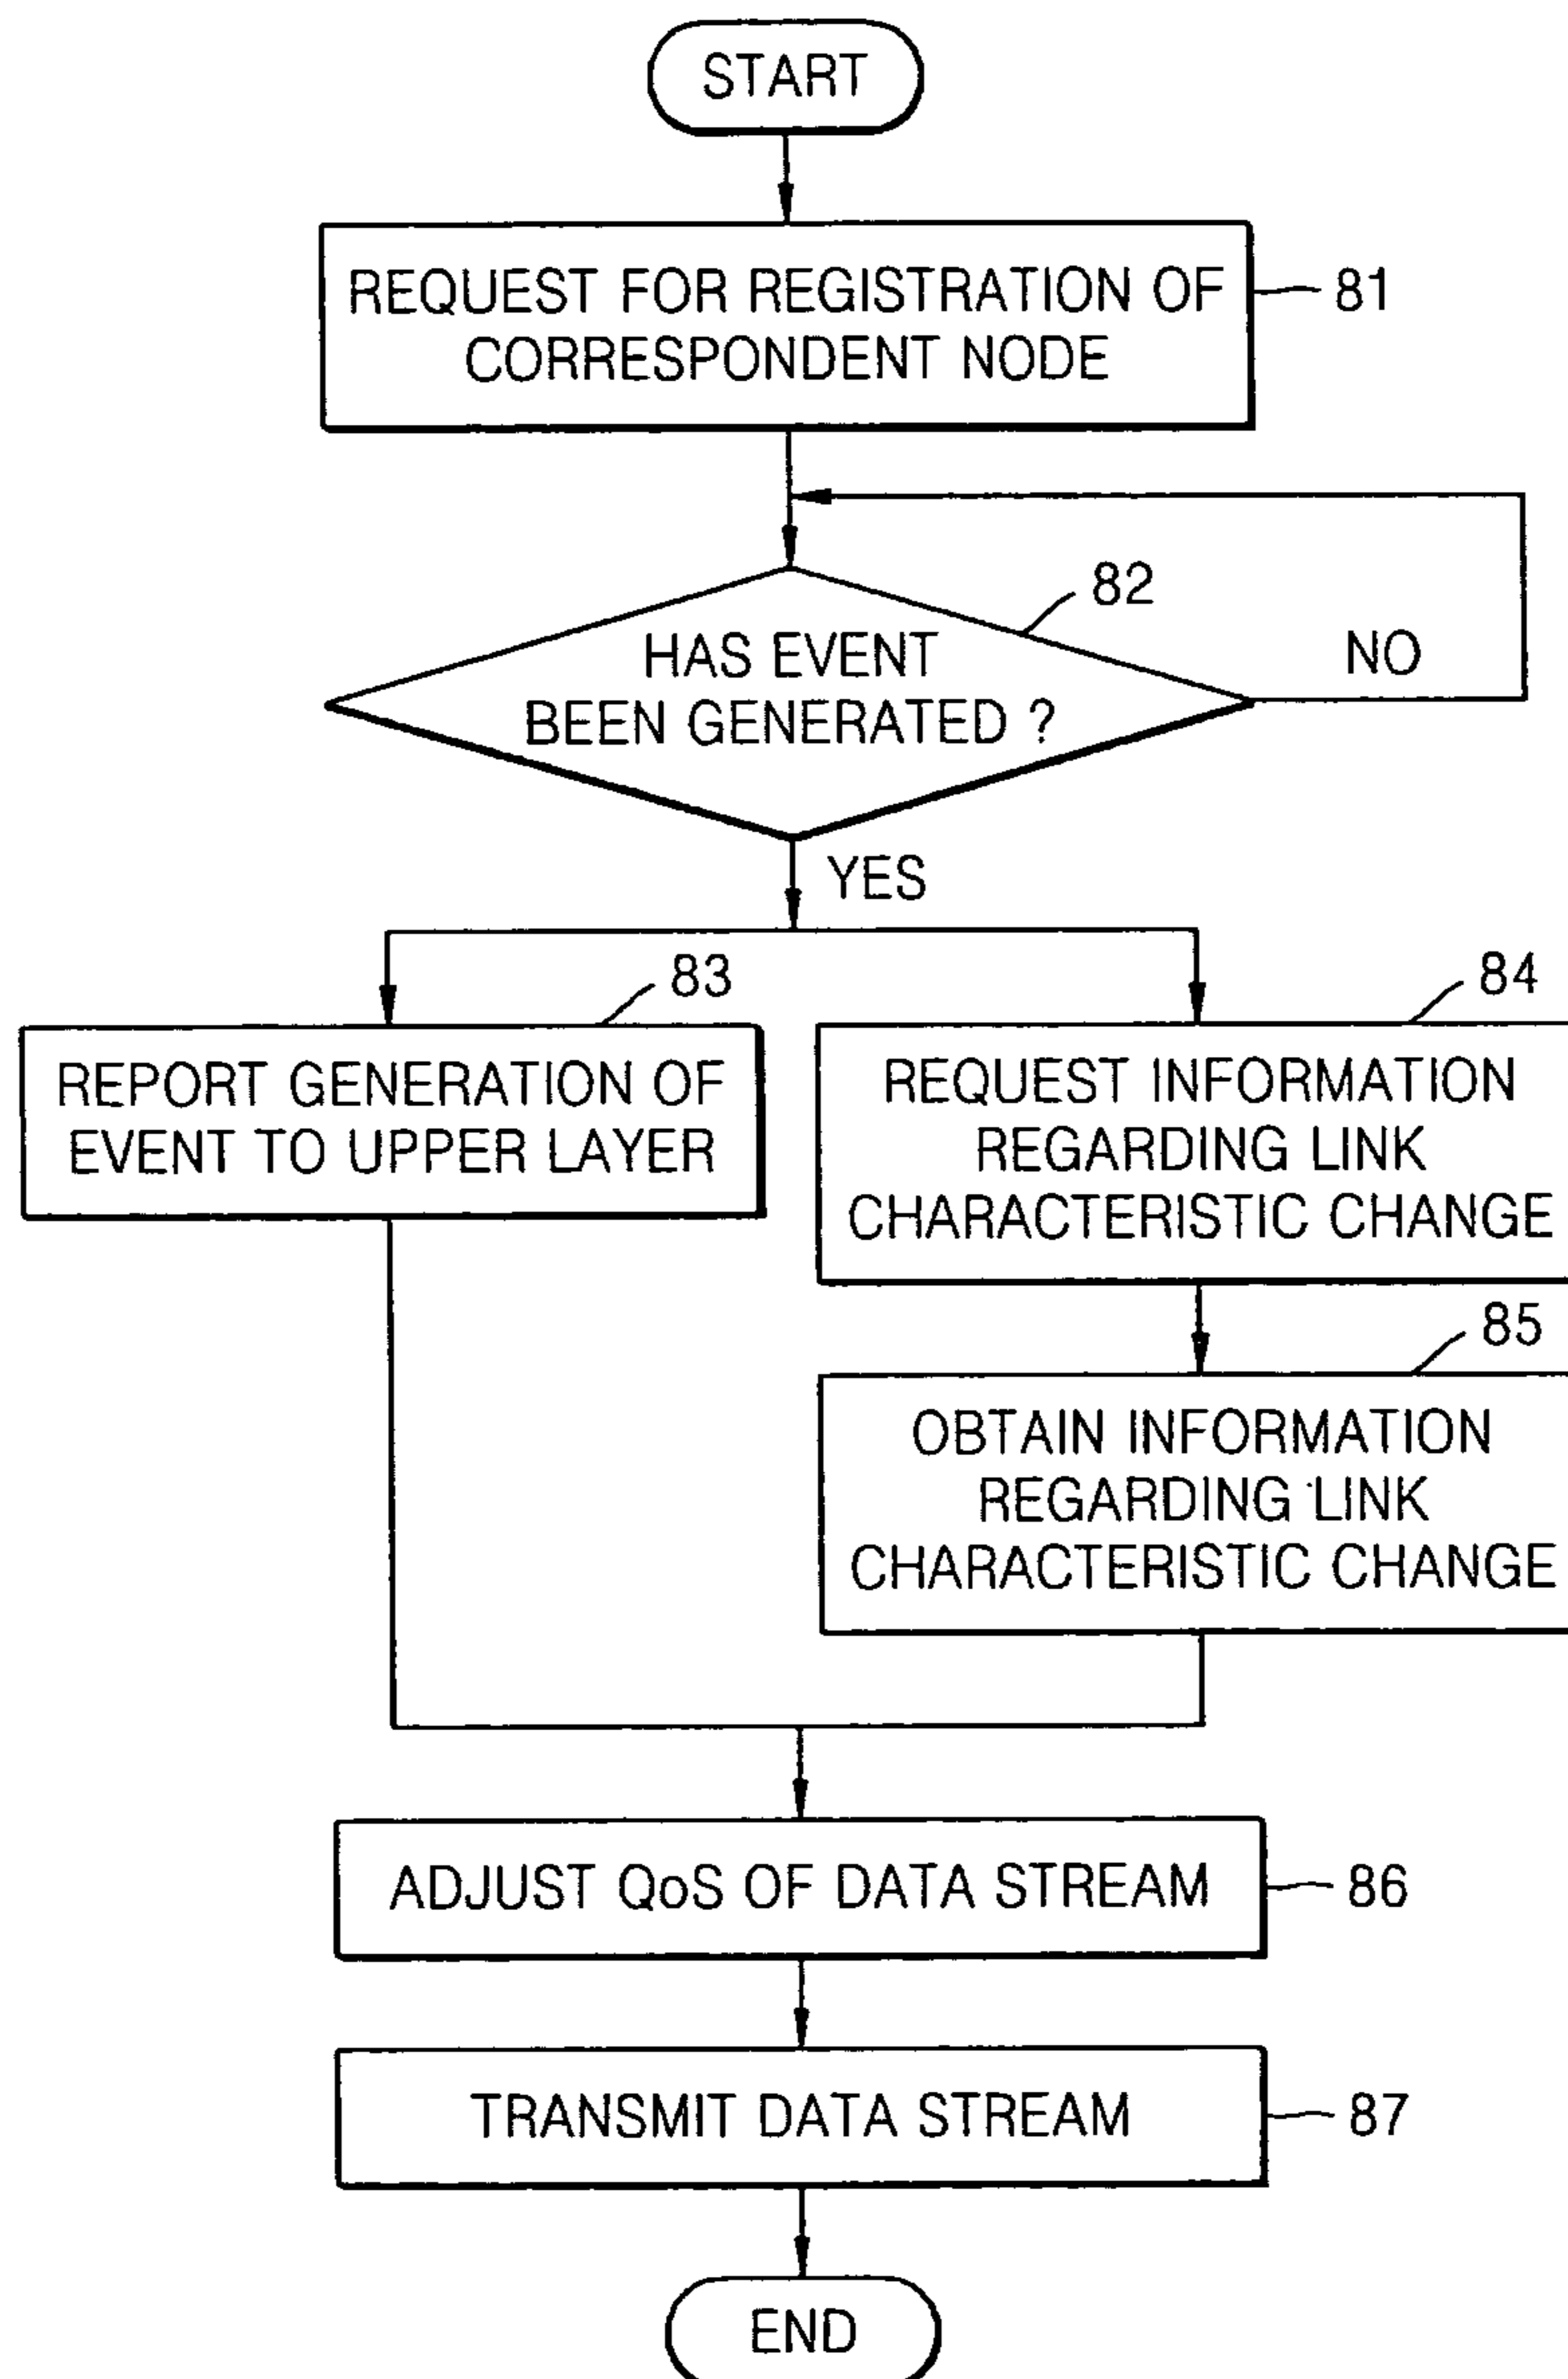 START
REQUEST FOR REGISTRATION OF
CORRESPONDENT NODE
81
82
HAS EVENT
BEEN GENERATED ?
NO
YES
83
REPORT GENERATION OF
EVENT TO UPPER LAYER
84
REQUEST INFORMATION
REGARDING LINK
CHARACTERISTIC CHANGE
85
OBTAIN INFORMATION
REGARDING LINK
CHARACTERISTIC CHANGE
ADJUST QoS OF DATA STREAM
86
TRANSMIT DATA STREAM
87
END